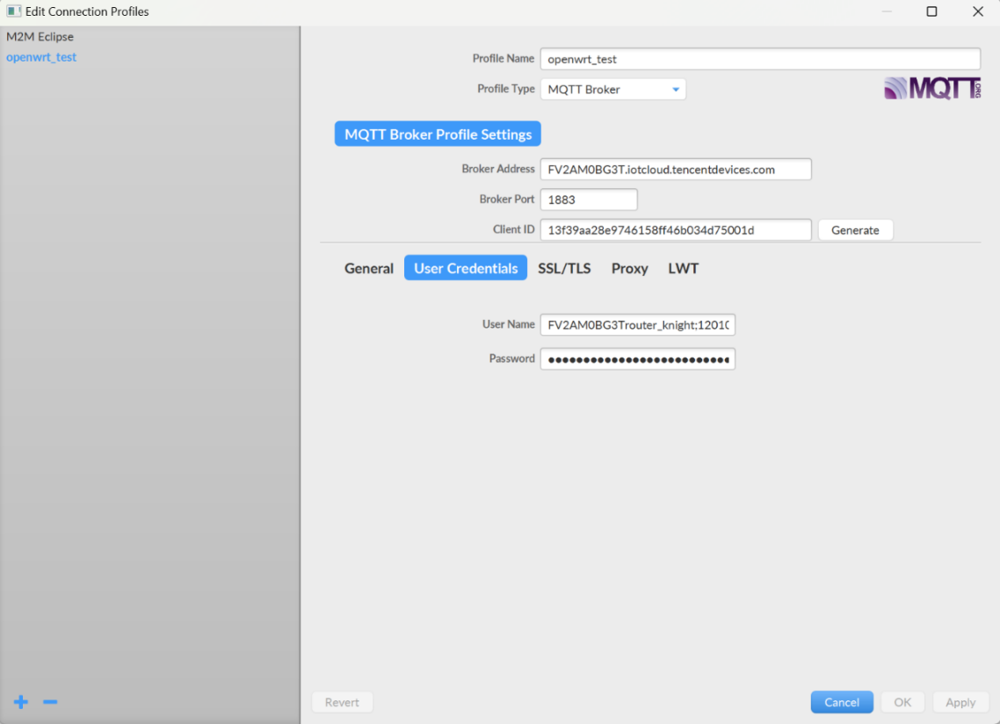 Edit Connection Profiles
M2M Eclipse
openwrt_test
Profile Name openwrt_test
Profile Type MQTT Broker
MQTT.ORG
MQTT Broker Profile Settings
Broker Address FV2AM0BG3T.iotcloud.tencentdevices.com
Broker Port 1883
Client ID 13f39aa28e9746158ff46b034d75001d Generate
General User Credentials SSL/TLS Proxy LWT
User Name FV2AM0BG3Trouter_knight;12010
Password ●●●●●●●●●●●●●●●●●●●●●●●●●●
Revert Cancel OK Apply